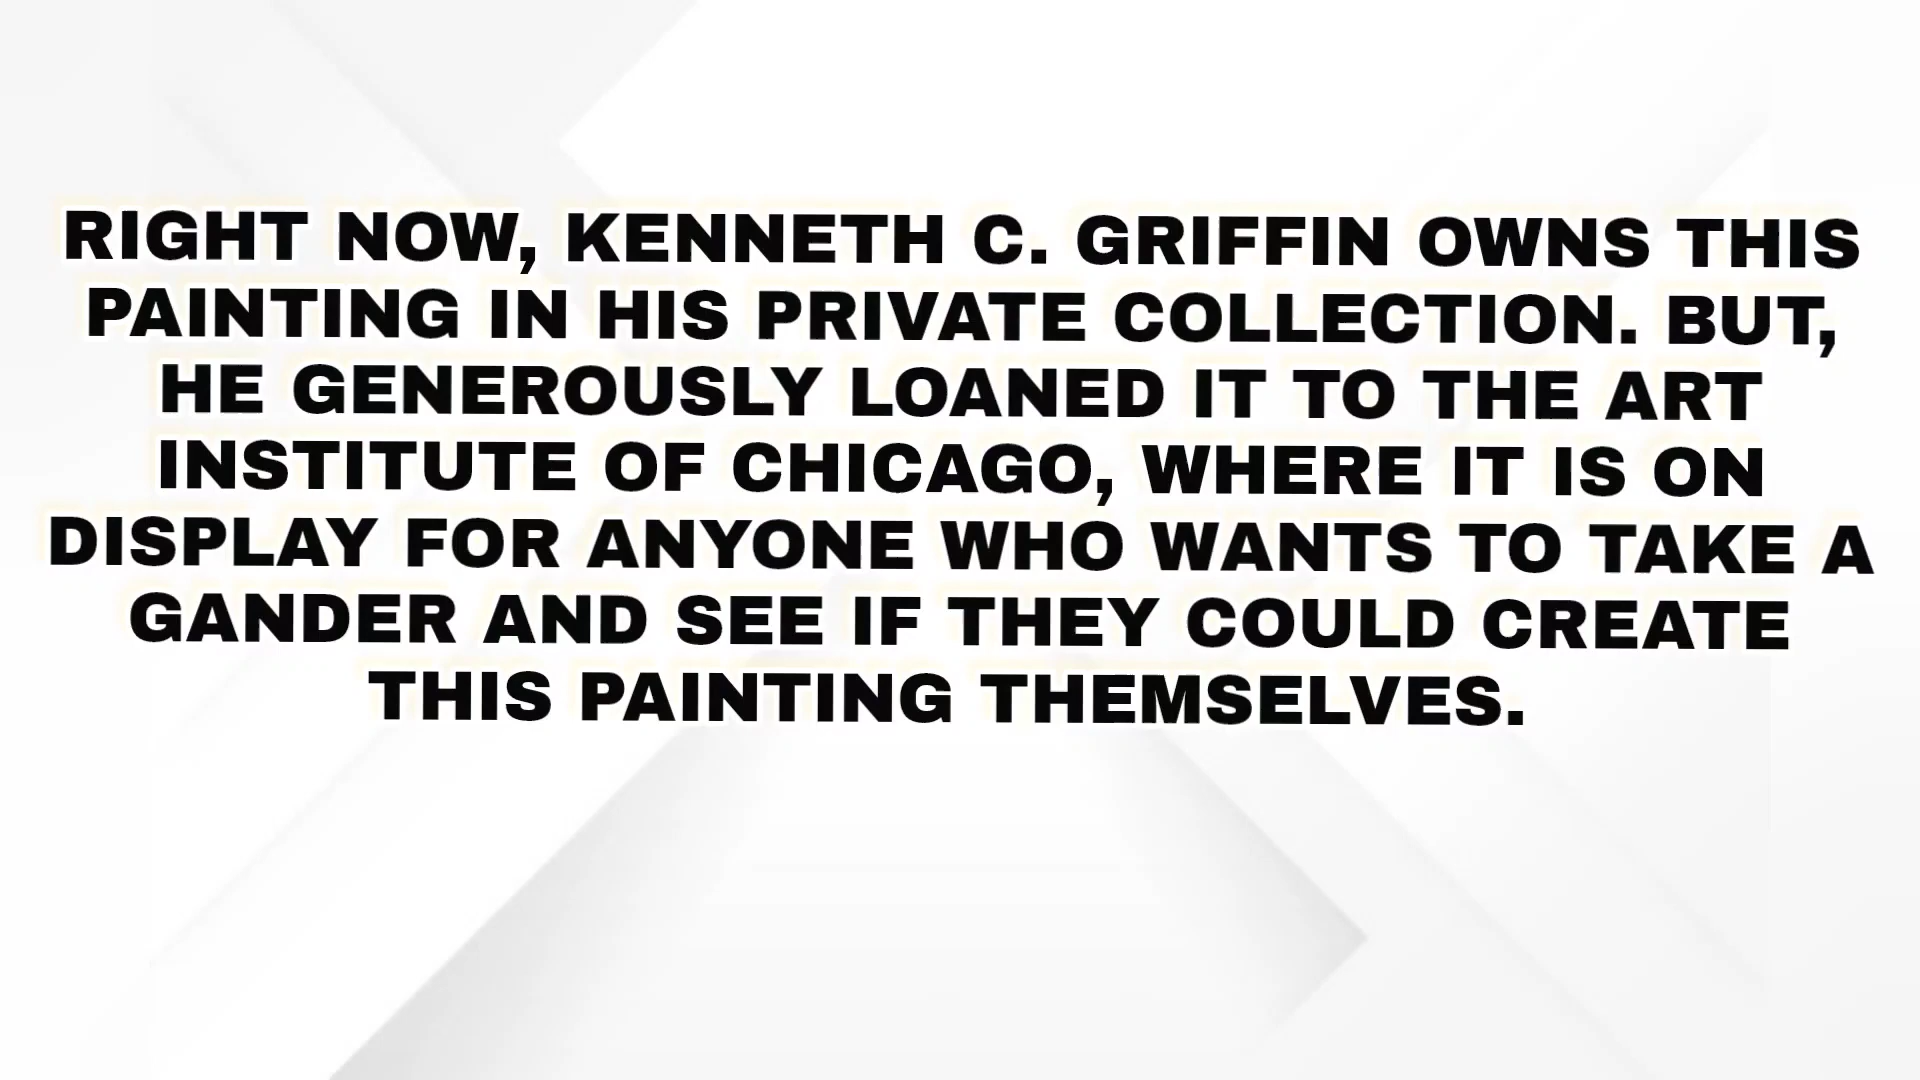 RIGHT NOW, KENNETH C. GRIFFIN OWNS THIS
PAINTING IN HIS PRIVATE COLLECTION. BUT,
HE GENEROUSLY LOANED IT TO THE ART
INSTITUTE OF CHICAGO, WHERE IT IS ON
DISPLAY FOR ANYONE WHO WANTS TO TAKE A
GANDER AND SEE IF THEY COULD CREATE
THIS PAINTING THEMSELVES.